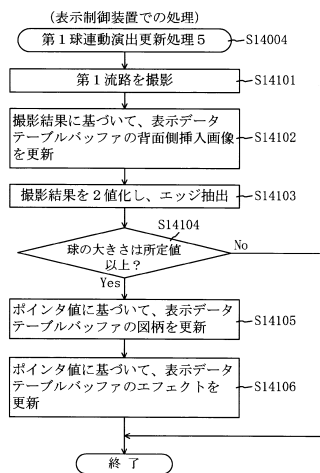 (表示制御装置での処理)
第1球連動演出更新処理5
S14004
第1流路を撮影
S14101
撮影結果に基づいて、表示データ
テーブルバッファの背面側挿入画像
を更新
S14102
撮影結果を2値化し、エッジ抽出
S14103
S14104
球の大きさは所定値
以上?
No
Yes
ポインタ値に基づいて、表示データ
テーブルバッファの図柄を更新
S14105
ポインタ値に基づいて、表示データ
テーブルバッファのエフェクトを
更新
S14106
終了